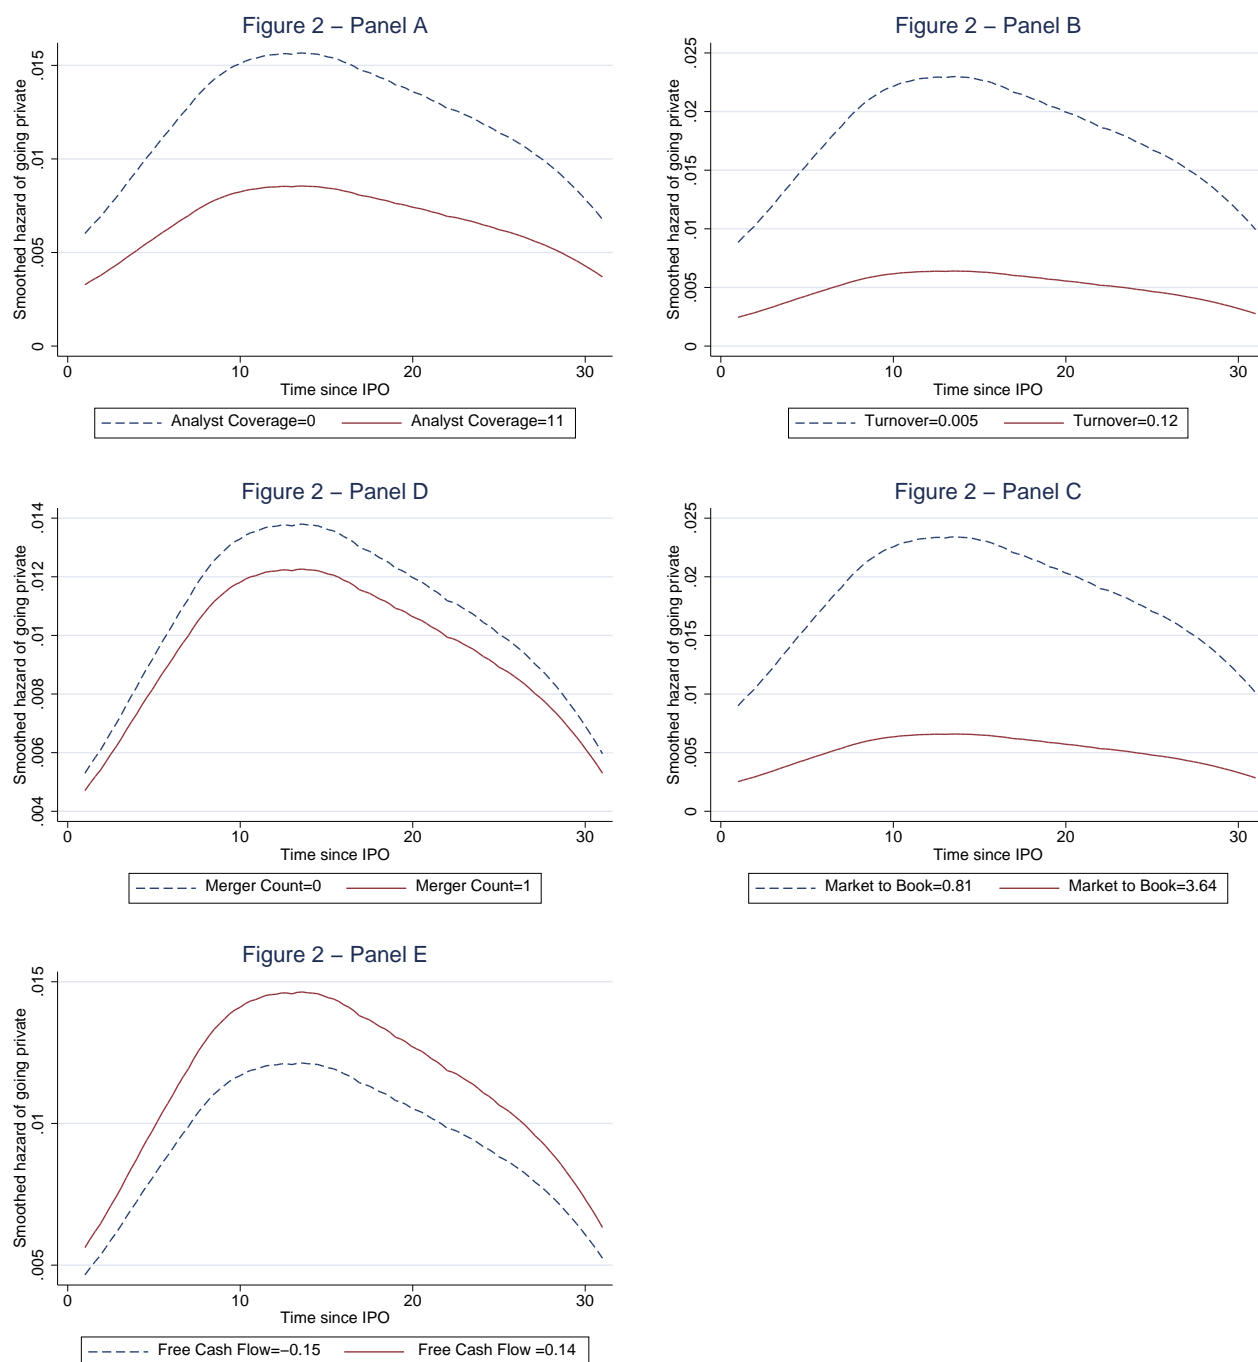 Figure 2 – Panel A
Smoothed hazard of going private
0 .005 .01 .015
0 10 20 30
Time since IPO
Analyst Coverage=0 Analyst Coverage=11
Figure 2 – Panel B
Smoothed hazard of going private
0 .005 .01 .015 .02 .025
0 10 20 30
Time since IPO
Turnover=0.005 Turnover=0.12
Figure 2 – Panel D
Smoothed hazard of going private
.004 .006 .008 .01 .012 .014
0 10 20 30
Time since IPO
Merger Count=0 Merger Count=1
Figure 2 – Panel C
Smoothed hazard of going private
0 .005 .01 .015 .02 .025
0 10 20 30
Time since IPO
Market to Book=0.81 Market to Book=3.64
Figure 2 – Panel E
Smoothed hazard of going private
.005 .01 .015
0 10 20 30
Time since IPO
Free Cash Flow=−0.15 Free Cash Flow =0.14